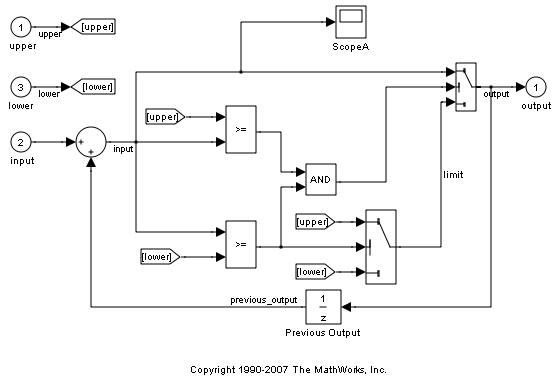 1
upper
upper
[upper]
ScopeA
3
lower
lower
[lower]
output
1
output
[upper]
>=
2
input
+
+
input
AND
limit
[upper]
>=
[lower]
[lower]
previous_output
1
z
Previous Output
Copyright 1990-2007 The MathWorks, Inc.